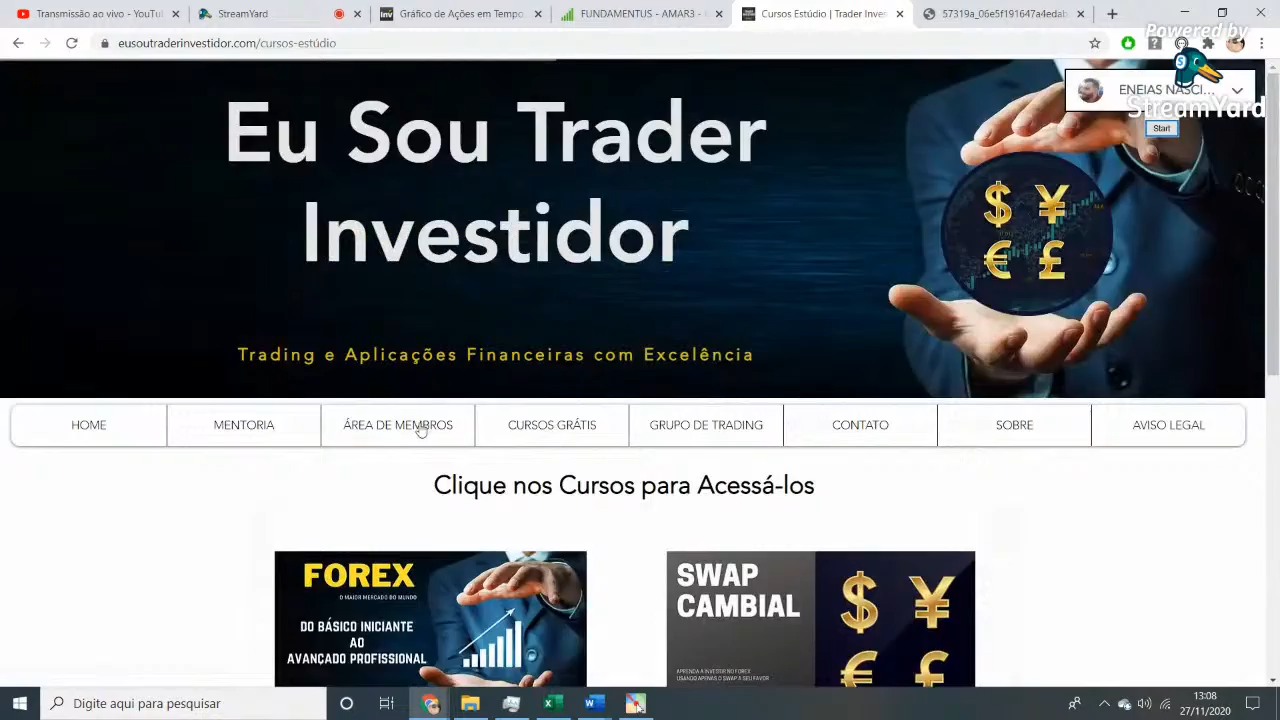 o valor mínimo do YouTu
StreamYard
Gráfico de Ações em Tempo
FUNDAMENTUS - AMAR3 -
Cursos Estúdio | Trader Inves
57319a_06e5f191647a4edab
eusoutraderinvestidor.com/cursos-estúdio
Powered by
StreamYard
ENEIAS NASCI...
Start
Eu Sou Trader
Investidor
Trading e Aplicações Financeiras com Excelência
HOME
MENTORIA
ÁREA DE MEMBROS
CURSOS GRÁTIS
GRUPO DE TRADING
CONTATO
SOBRE
AVISO LEGAL
Clique nos Cursos para Acessá-los
FOREX
O MAIOR MERCADO DO MUNDO
DO BÁSICO INICIANTE
AO
AVANÇADO PROFISSIONAL
SWAP
CAMBIAL
APRENDA A INVESTIR NO FOREX
USANDO APENAS O SWAP A SEU FAVOR
Digite aqui para pesquisar
13:08
27/11/2020